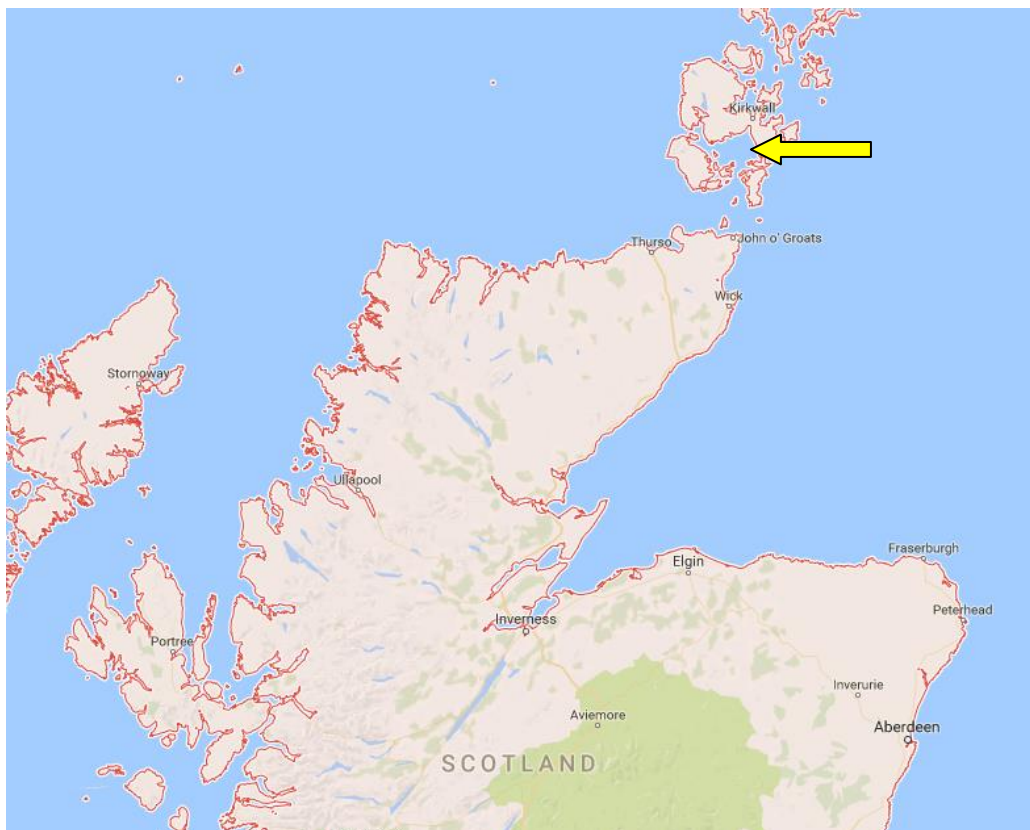 Kirkwall
Thurso
John o' Groats
Wick
Stornoway
Ullapool
Fraserburgh
Elgin
Peterhead
Inverness
Portree
Inverurie
Aviemore
Aberdeen
SCOTLAND